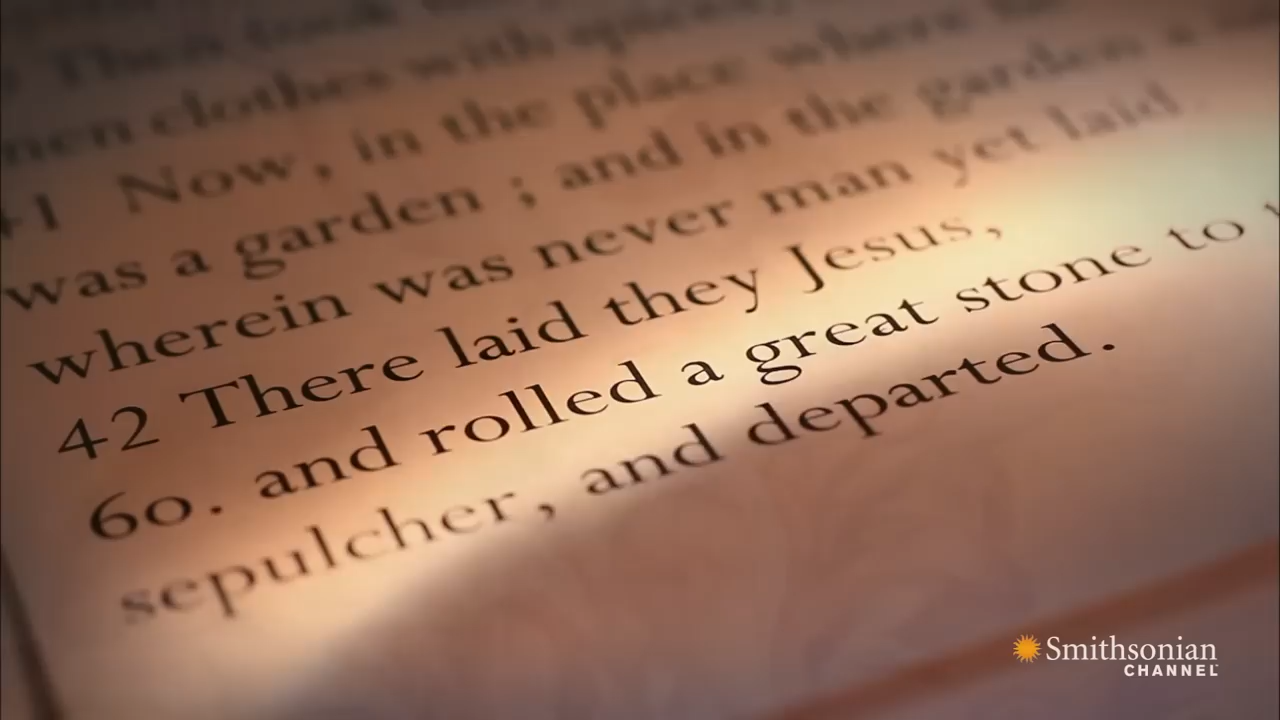 Then took
men clothes with spices,
41 Now, in the place where
was a garden ; and in the garden a
wherein was never man yet laid.
42 There laid they Jesus,
60. and rolled a great stone to
sepulcher, and departed.
Smithsonian
CHANNEL